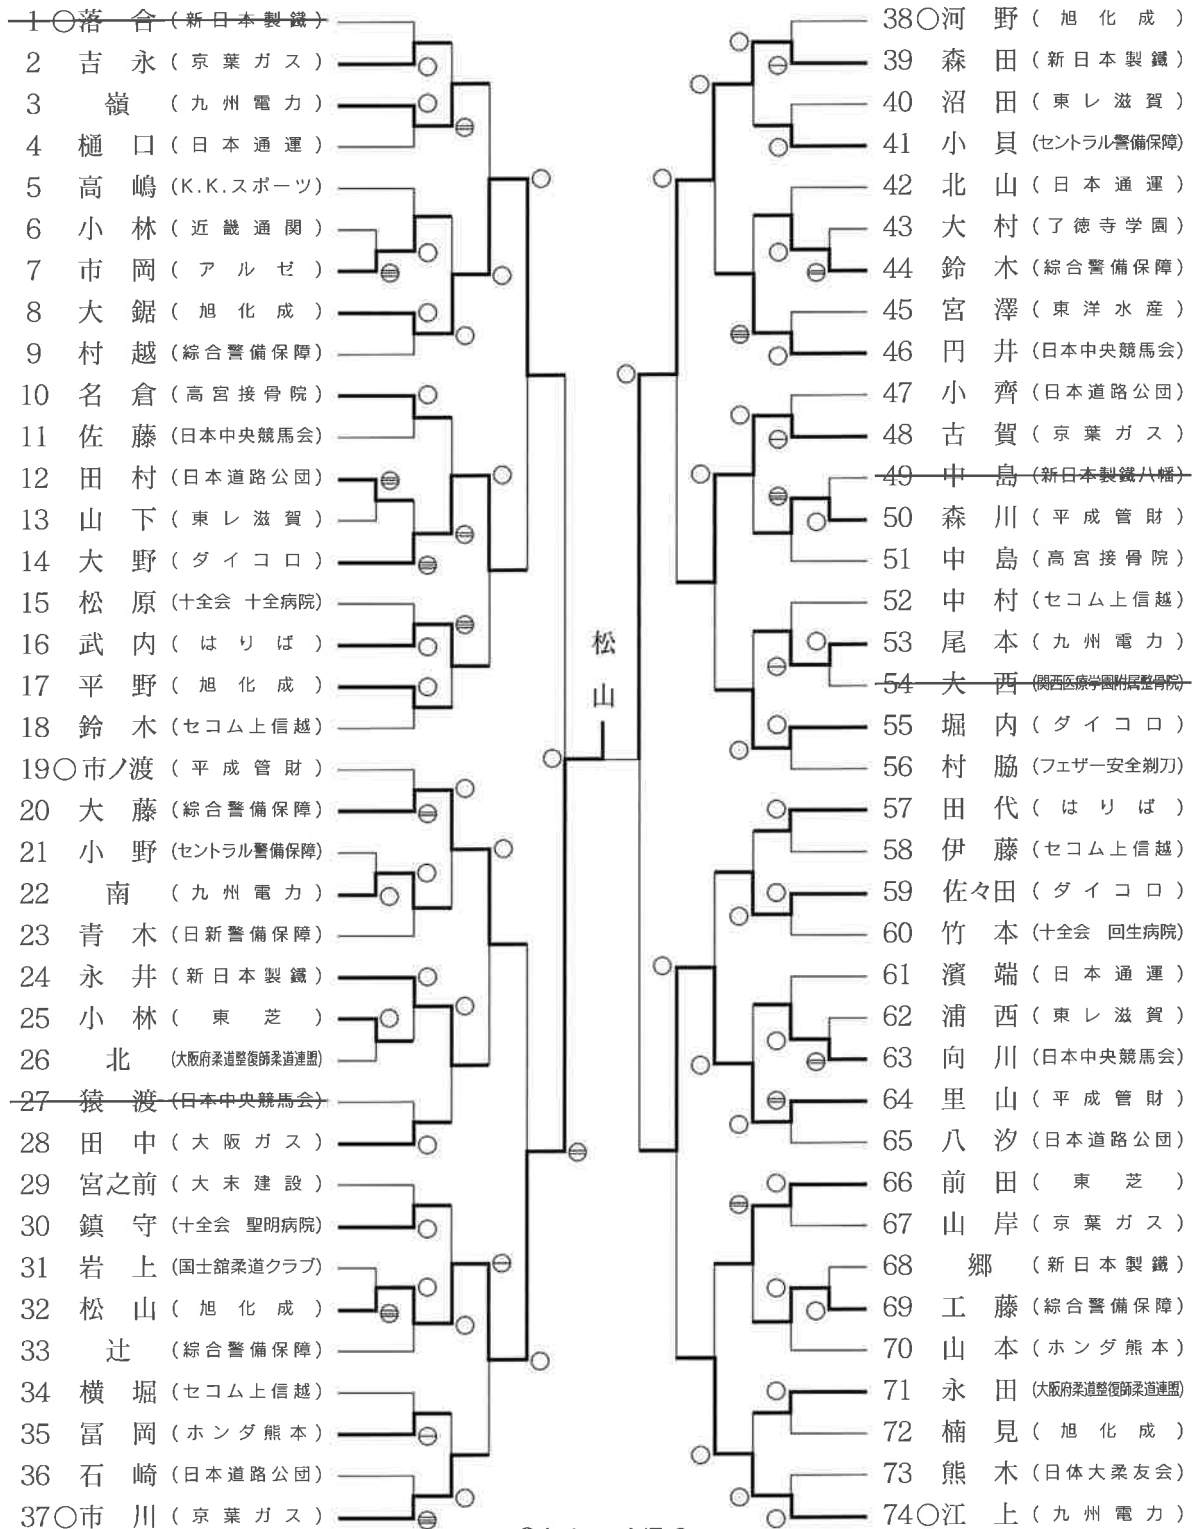 1○落合(新日本製鐵)
2 吉永(京葉ガス)
3 嶺(九州電力)
4 樋口(日本通運)
5 高嶋(K.K.スポーツ)
6 小林(近畿通関)
7 市岡(アルゼ)
8 大鋸(旭化成)
9 村越(綜合警備保障)
10 名倉(高宮接骨院)
11 佐藤(日本中央競馬会)
12 田村(日本道路公団)
13 山下(東レ滋賀)
14 大野(ダイコロ)
15 松原(十全会 十全病院)
16 武内(はりば)
17 平野(旭化成)
18 鈴木(セコム上信越)
19○市ノ渡(平成管財)
20 大藤(綜合警備保障)
21 小野(セントラル警備保障)
22 南(九州電力)
23 青木(日新警備保障)
24 永井(新日本製鐵)
25 小林(東芝)
26 北(大阪府柔道整復師柔道連盟)
27 猿渡(日本中央競馬会)
28 田中(大阪ガス)
29 宮之前(大末建設)
30 鎮守(十全会 聖明病院)
31 岩上(国士舘柔道クラブ)
32 松山(旭化成)
33 辻(綜合警備保障)
34 横堀(セコム上信越)
35 冨岡(ホンダ熊本)
36 石崎(日本道路公団)
37○市川(京葉ガス)
松山
38○河野(旭化成)
39 森田(新日本製鐵)
40 沼田(東レ滋賀)
41 小貝(セントラル警備保障)
42 北山(日本通運)
43 大村(了徳寺学園)
44 鈴木(綜合警備保障)
45 宮澤(東洋水産)
46 円井(日本中央競馬会)
47 小齊(日本道路公団)
48 古賀(京葉ガス)
49 中島(新日本製鐵八幡)
50 森川(平成管財)
51 中島(高宮接骨院)
52 中村(セコム上信越)
53 尾本(九州電力)
54 大西(関西医療学園附属整骨院)
55 堀内(ダイコロ)
56 村脇(フェザー安全剃刀)
57 田代(はりば)
58 伊藤(セコム上信越)
59 佐々田(ダイコロ)
60 竹本(十全会 回生病院)
61 濱端(日本通運)
62 浦西(東レ滋賀)
63 向川(日本中央競馬会)
64 里山(平成管財)
65 八汐(日本道路公団)
66 前田(東芝)
67 山岸(京葉ガス)
68 郷(新日本製鐵)
69 工藤(綜合警備保障)
70 山本(ホンダ熊本)
71 永田(大阪府柔道整復師柔道連盟)
72 楠見(旭化成)
73 熊木(日体大柔友会)
74○江上(九州電力)